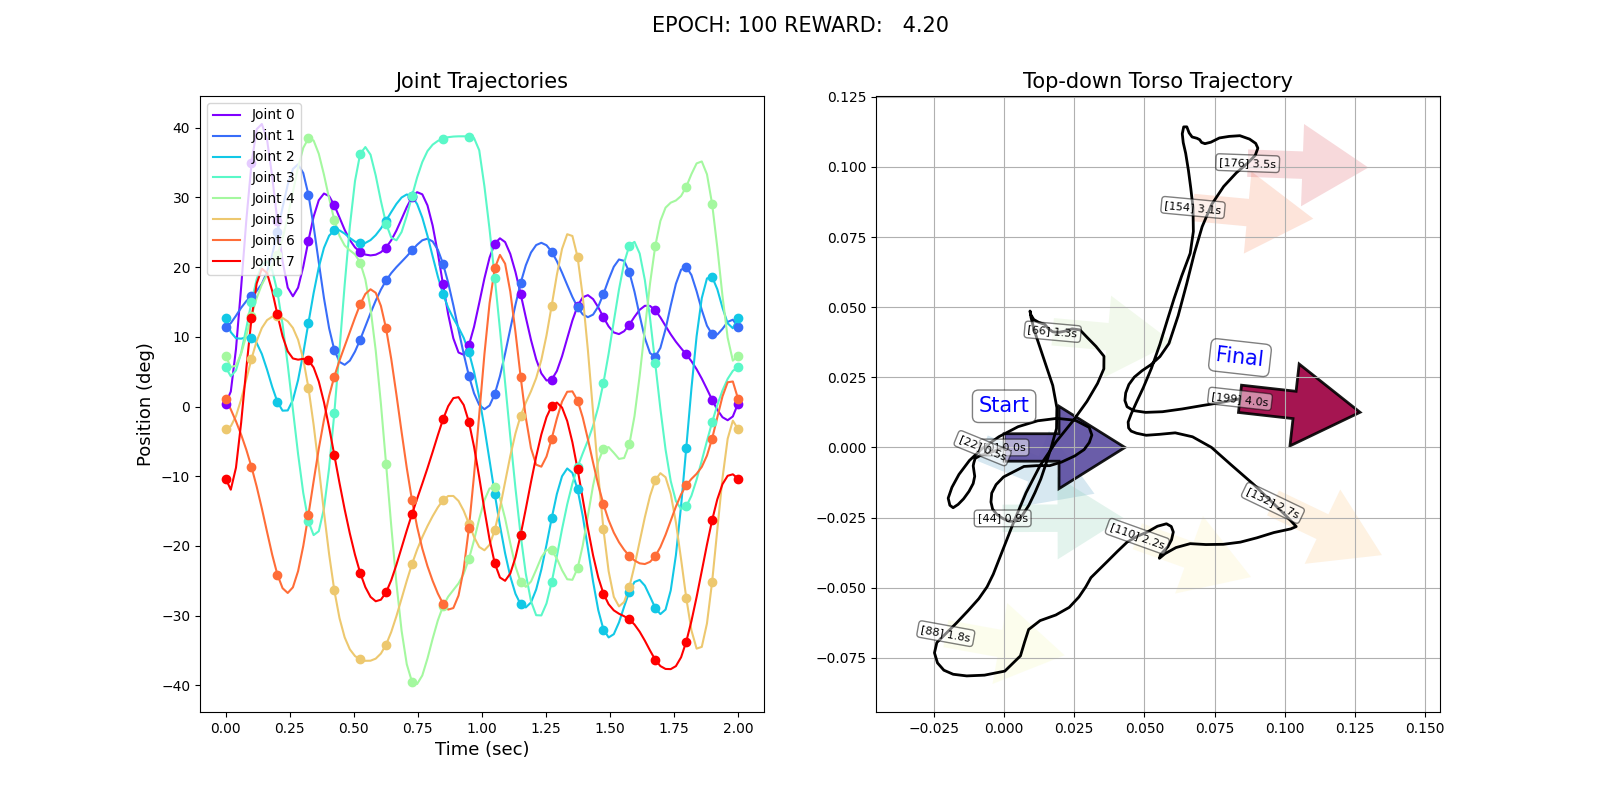 EPOCH: 100 REWARD:   4.20
Joint Trajectories
Position (deg)
40
30
20
10
0
−10
−20
−30
−40
Joint 0
Joint 1
Joint 2
Joint 3
Joint 4
Joint 5
Joint 6
Joint 7
0.00
0.25
0.50
0.75
1.00
1.25
1.50
1.75
2.00
Time (sec)
Top-down Torso Trajectory
0.125
0.100
0.075
0.050
0.025
0.000
−0.025
−0.050
−0.075
[176] 3.5s
[154] 3.1s
[66] 1.3s
Final
[199] 4.0s
Start
[22] 0.5s
0.0s
[44] 0.9s
[132] 2.7s
[110] 2.2s
[88] 1.8s
−0.025
0.000
0.025
0.050
0.075
0.100
0.125
0.150